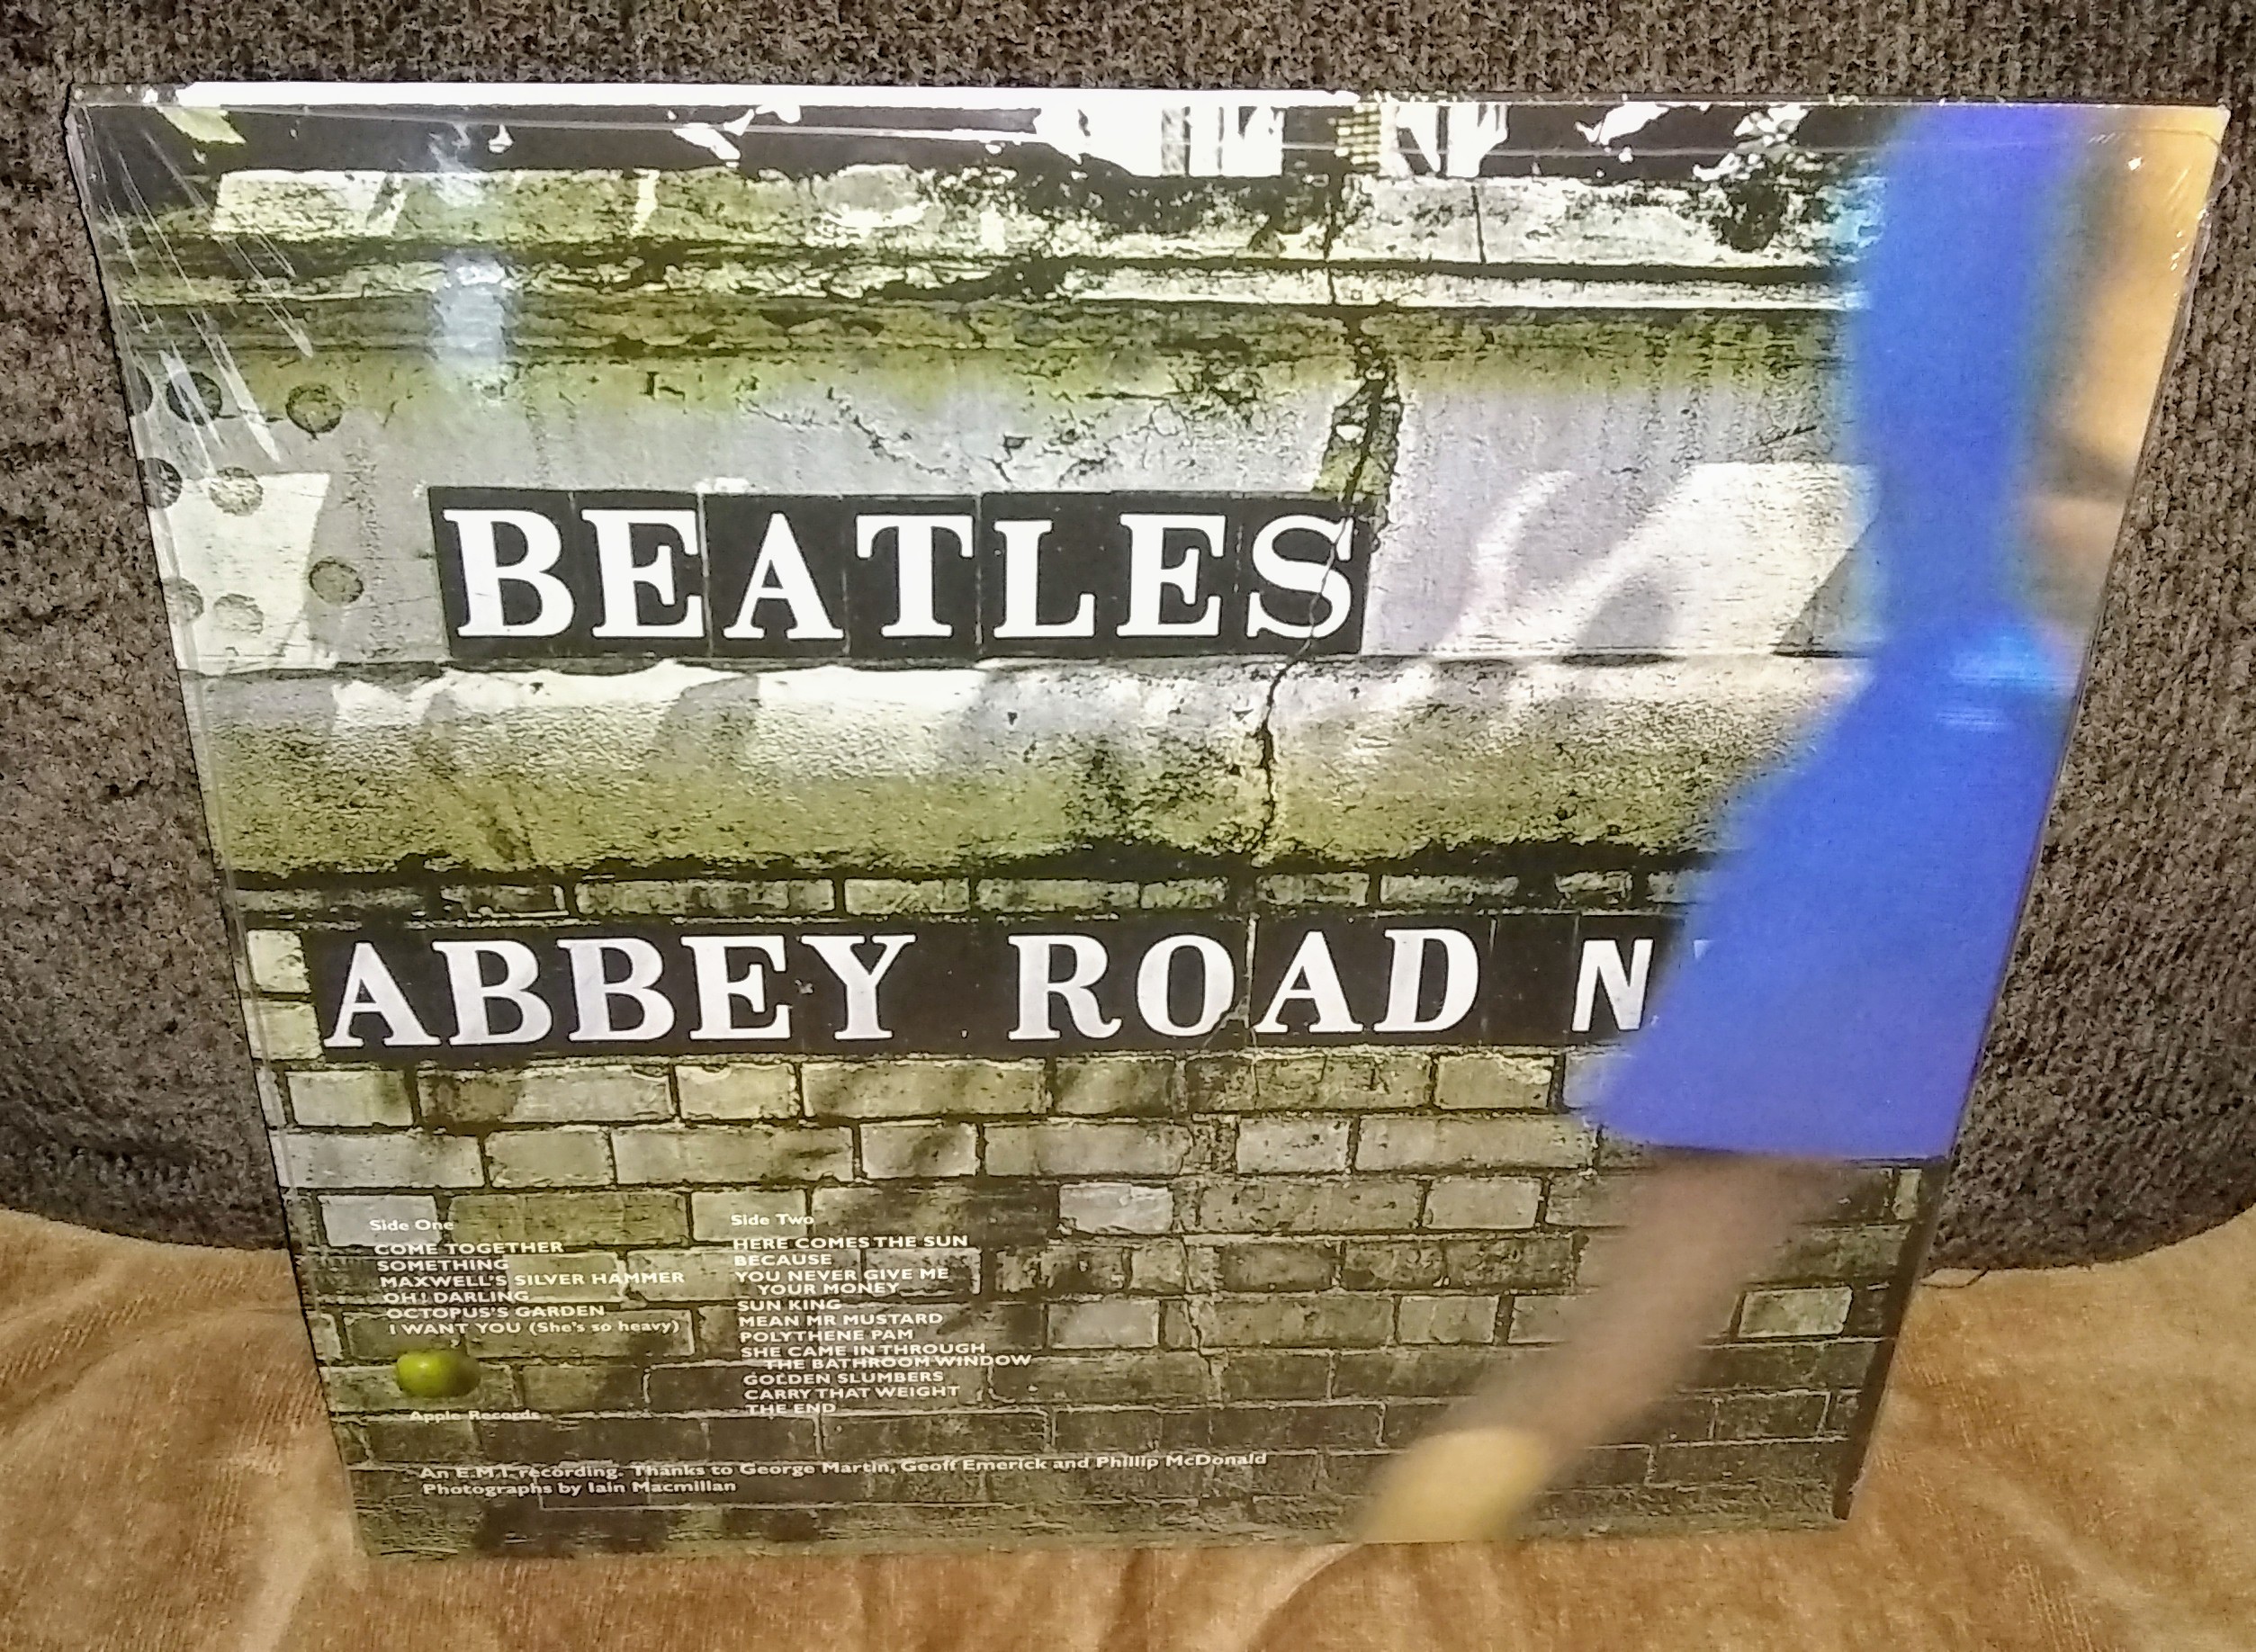 BEATLES
ABBEY ROAD N
Side One
COME TOGETHER
SOMETHING
MAXWELL'S SILVER HAMMER
OH! DARLING
OCTOPUS'S GARDEN
I WANT YOU (She's so heavy)
Apple Records
Side Two
HERE COMES THE SUN
BECAUSE
YOU NEVER GIVE ME
YOUR MONEY
SUN KING
MEAN MR MUSTARD
POLYTHENE PAM
SHE CAME IN THROUGH
THE BATHROOM WINDOW
GOLDEN SLUMBERS
CARRY THAT WEIGHT
THE END
An E.M.I. recording. Thanks to George Martin, Geoff Emerick and Phillip McDonald
Photographs by Iain Macmillan